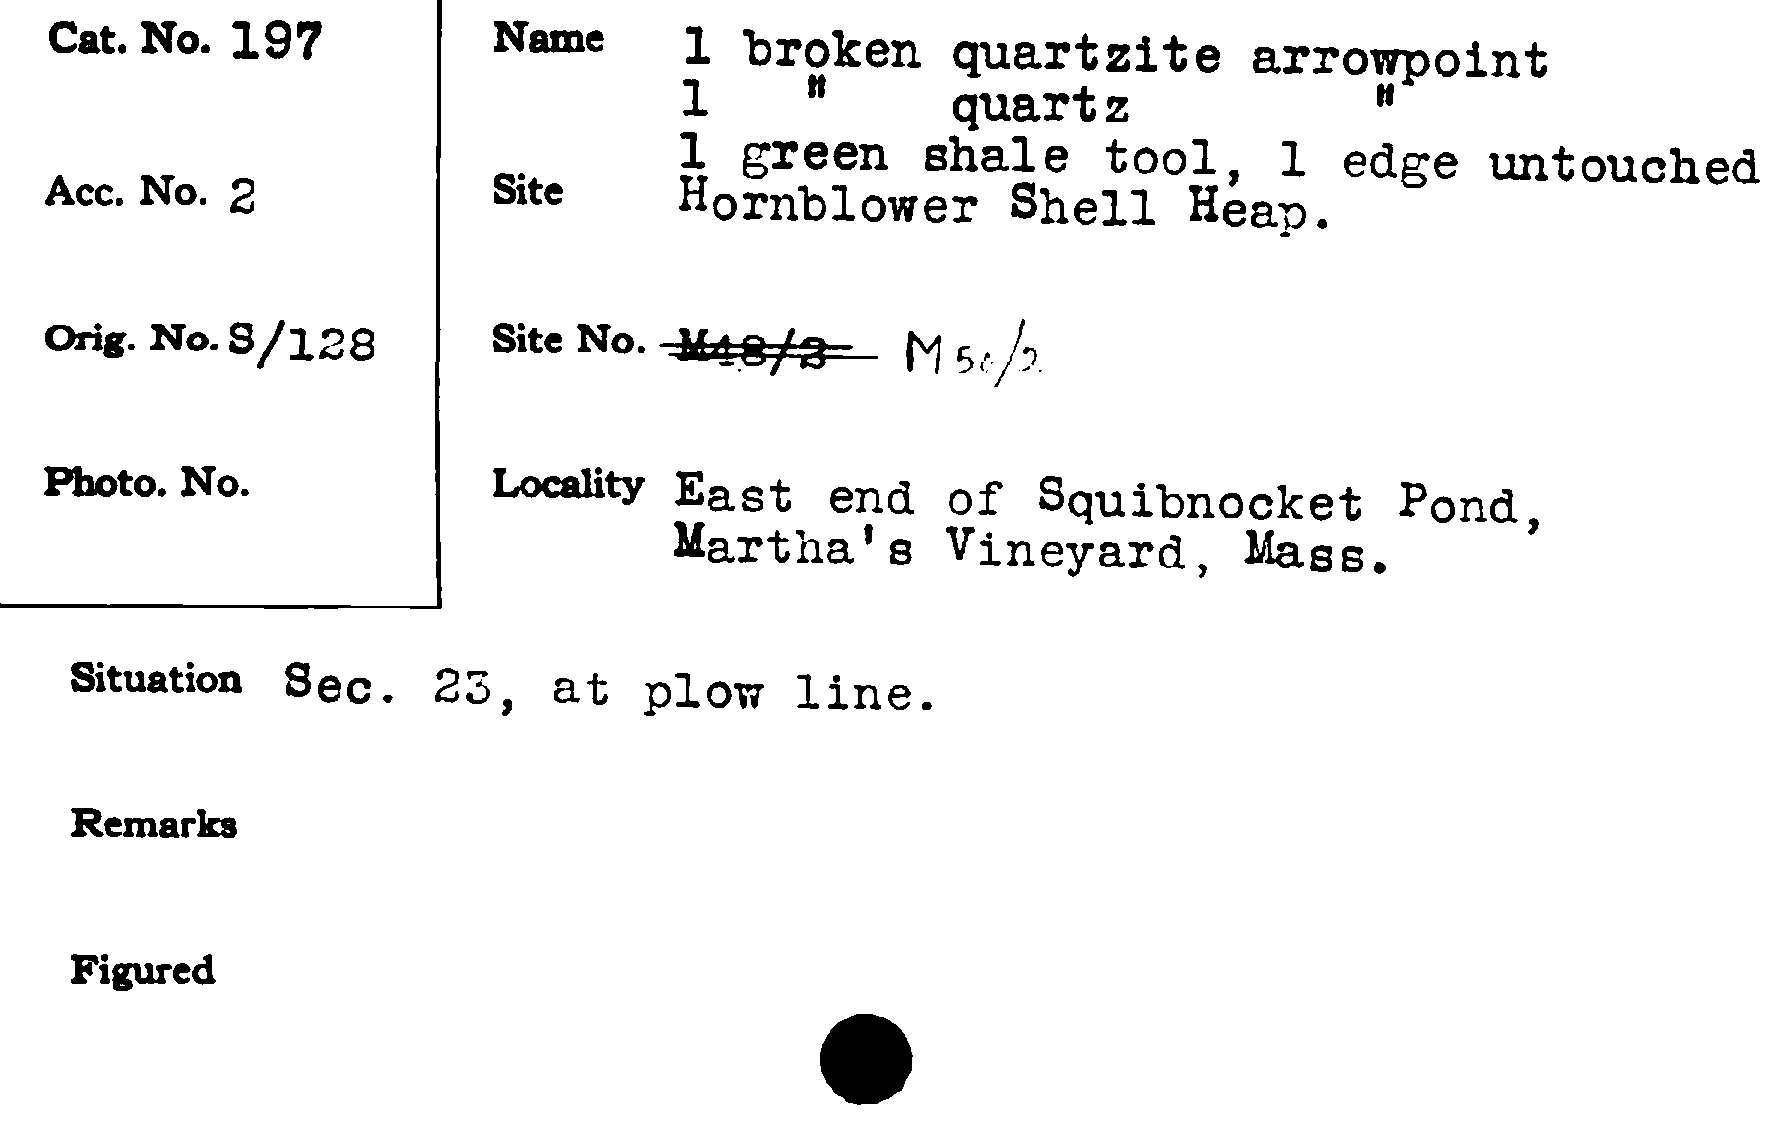 Cat. No. 197
Name 1 broken quartzite arrowpoint
1 " quartz "
1 green shale tool, 1 edge untouched
Acc. No. 2
Site Hornblower Shell Heap.
Orig. No. S/128
Site No. M48/2 M 50/2
Photo. No.
Locality East end of Squibnocket Pond,
Martha's Vineyard, Mass.
Situation Sec. 23, at plow line.
Remarks
Figured